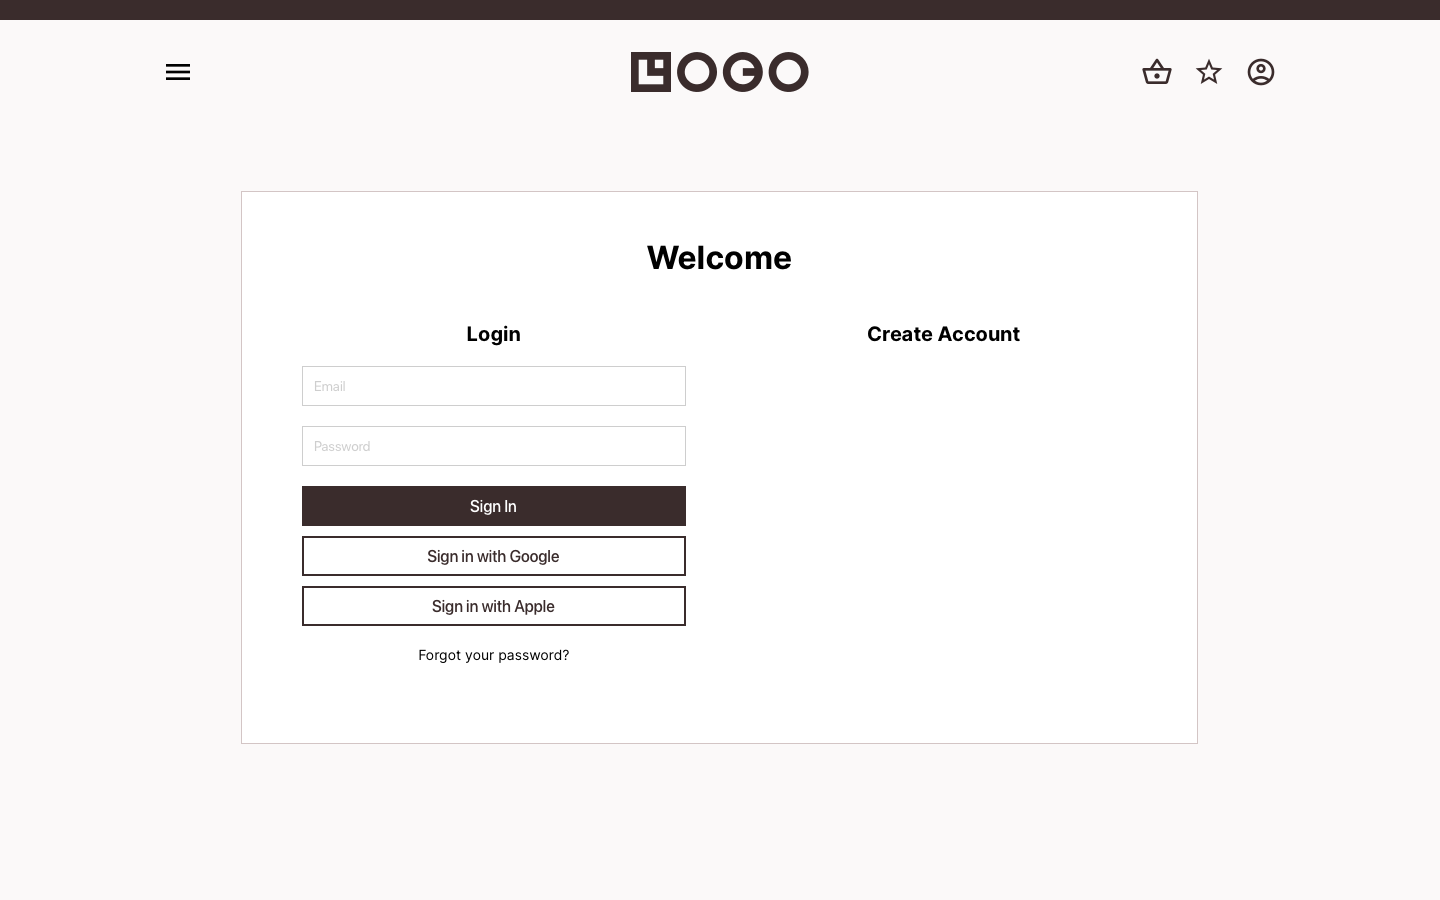 LOGO
Welcome
Login
Create Account
Email
Password
Sign In
Sign in with Google
Sign in with Apple
Forgot your password?